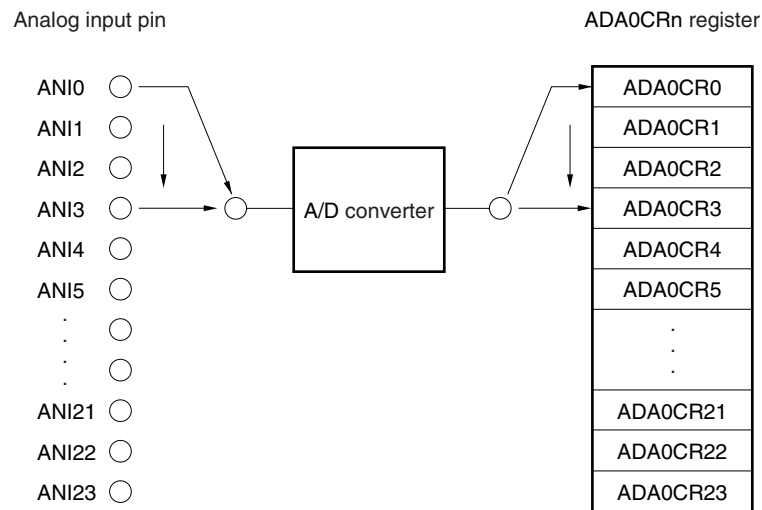 Analog input pin
ADA0CRn register
ANI0
ADA0CR0
ANI1
ADA0CR1
ANI2
ADA0CR2
A/D converter
ANI3
ADA0CR3
ANI4
ADA0CR4
ANI5
ADA0CR5
.
.
.
.
.
.
.
ANI21
ADA0CR21
ANI22
ADA0CR22
ANI23
ADA0CR23